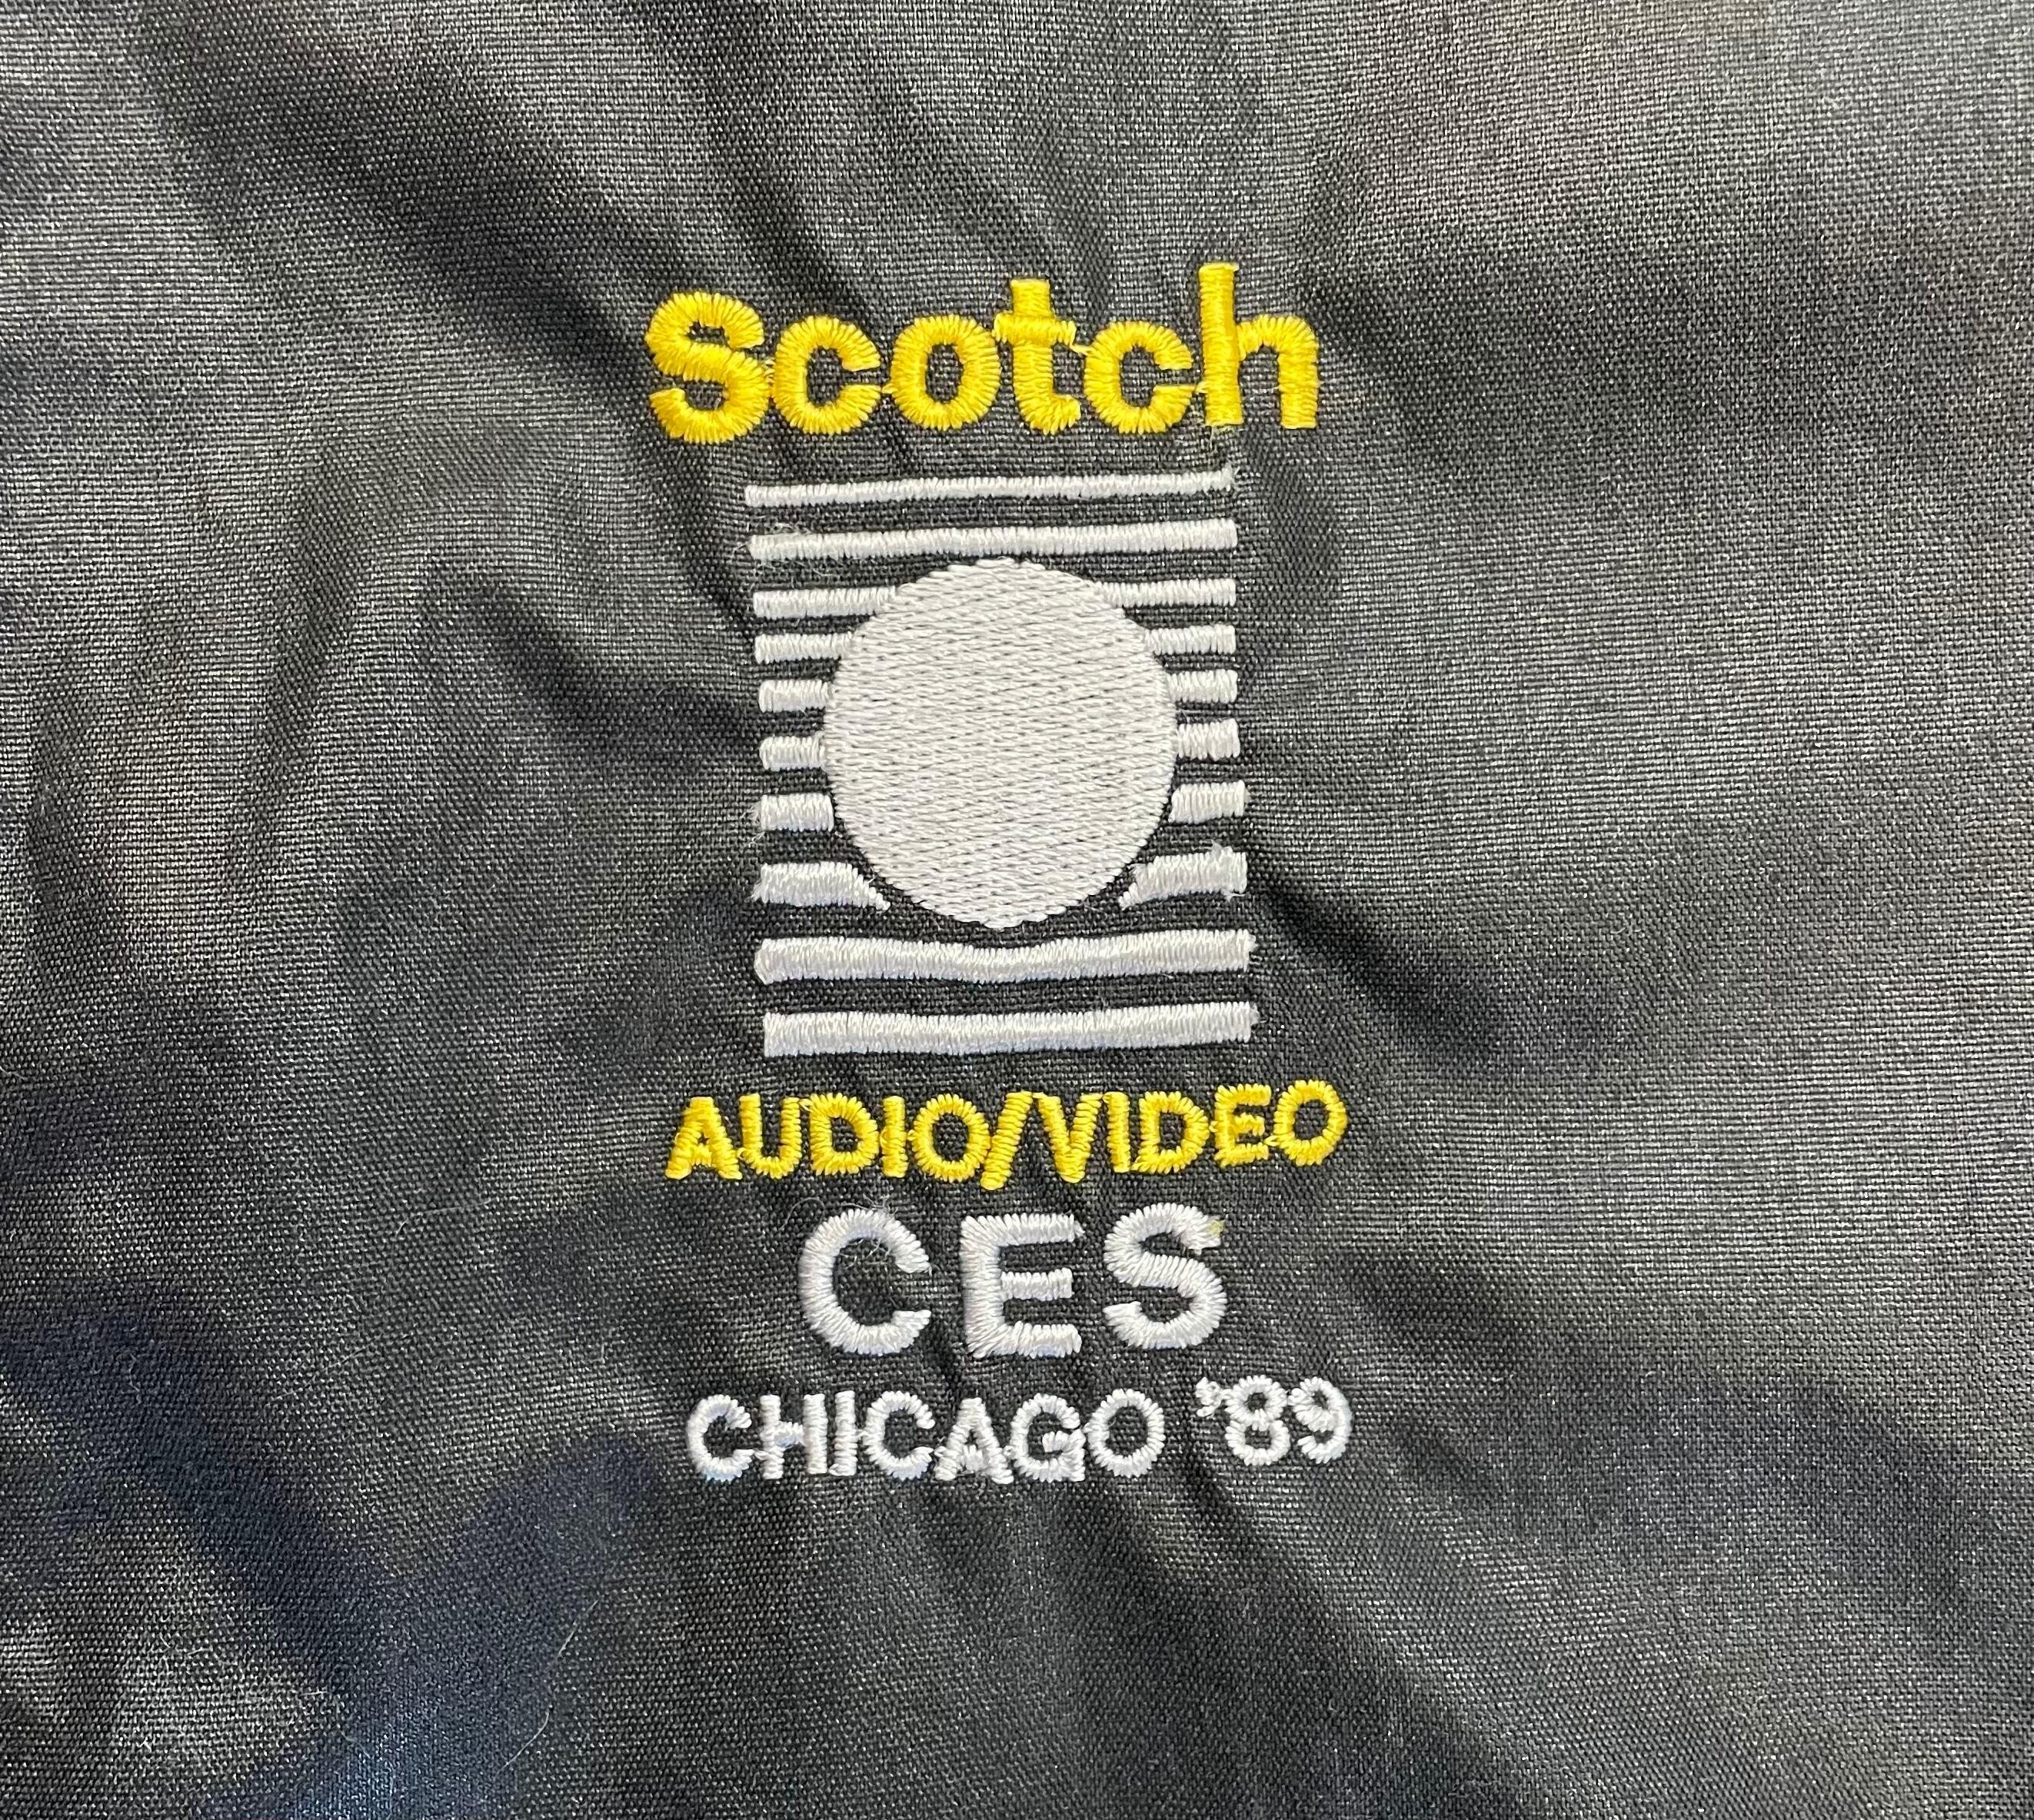 Scotch
AUDIO/VIDEO
CES
CHICAGO '89